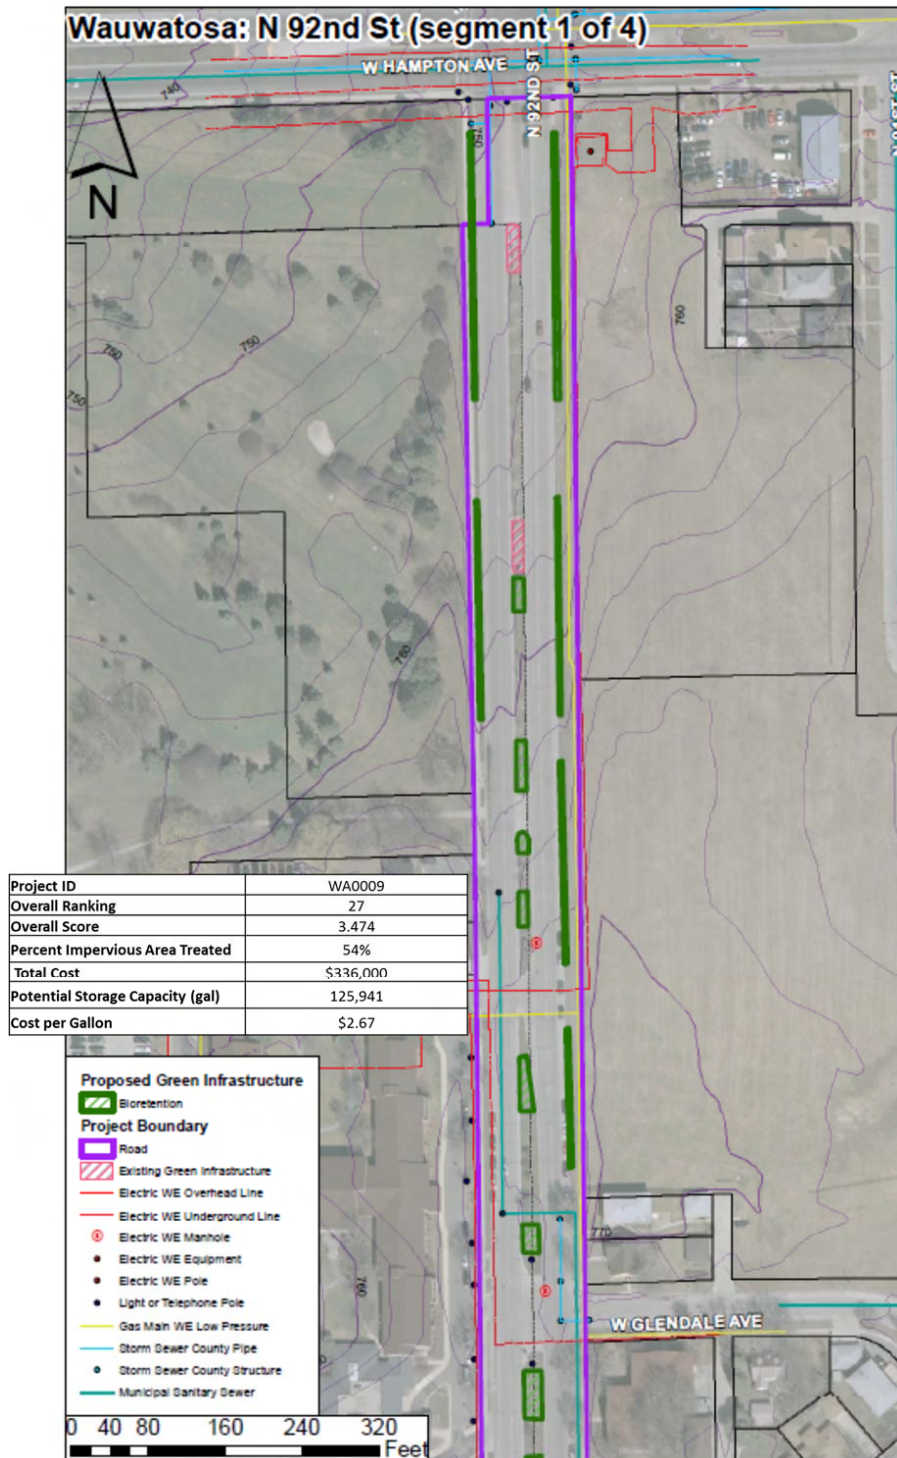 Wauwatosa: N 92nd St (segment 1 of 4)
W HAMPTON AVE
N 92ND ST
N 91ST ST
740
750
N
760
750
750
750
760
Project ID WA0009
Overall Ranking 27
Overall Score 3.474
Percent Impervious Area Treated 54%
Total Cost $336,000
Potential Storage Capacity (gal) 125,941
Cost per Gallon $2.67
Proposed Green Infrastructure
Bioretention
Project Boundary
Road
Existing Green Infrastructure
Electric WE Overhead Line
Electric WE Underground Line
Electric WE Manhole
Electric WE Equipment
Electric WE Pole
Light or Telephone Pole
Gas Main WE Low Pressure
Storm Sewer County Pipe
Storm Sewer County Structure
Municipal Sanitary Sewer
770
760
W GLENDALE AVE
0 40 80 160 240 320
Feet